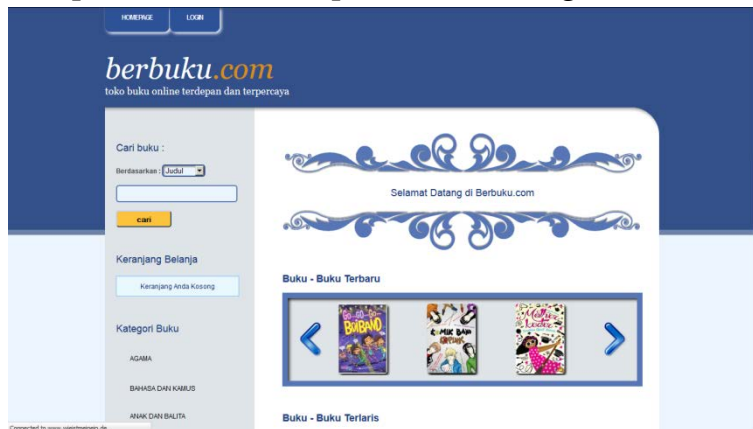 HOMEPAGE
LOGIN
berbuku.com
toko buku online terdepan dan terpercaya
Cari buku :
Berdasarkan : Judul
cari
Keranjang Belanja
Keranjang Anda Kosong
Kategori Buku
AGAMA
BAHASA DAN KAMUS
ANAK DAN BALITA
Selamat Datang di Berbuku.com
Buku - Buku Terbaru
Buku - Buku Terlaris